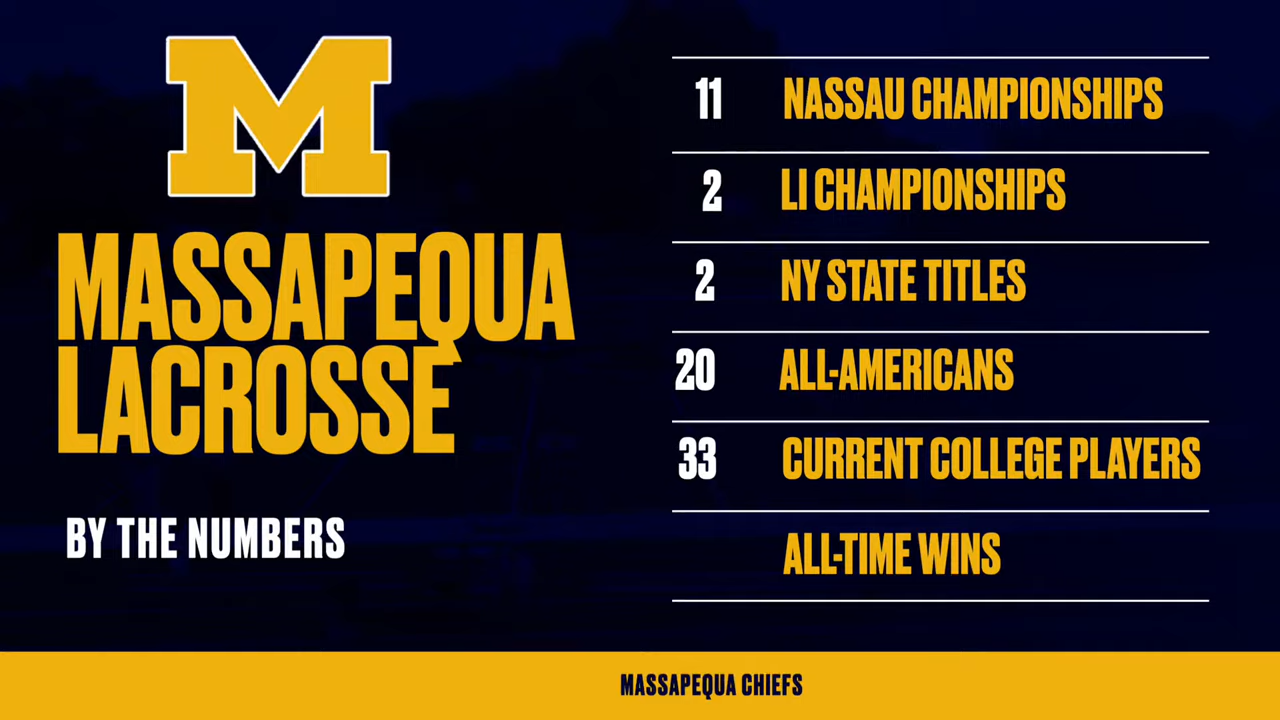 M
MASSAPEQUA
LACROSSE
BY THE NUMBERS
11 NASSAU CHAMPIONSHIPS
2 LI CHAMPIONSHIPS
2 NY STATE TITLES
20 ALL-AMERICANS
33 CURRENT COLLEGE PLAYERS
ALL-TIME WINS
MASSAPEQUA CHIEFS